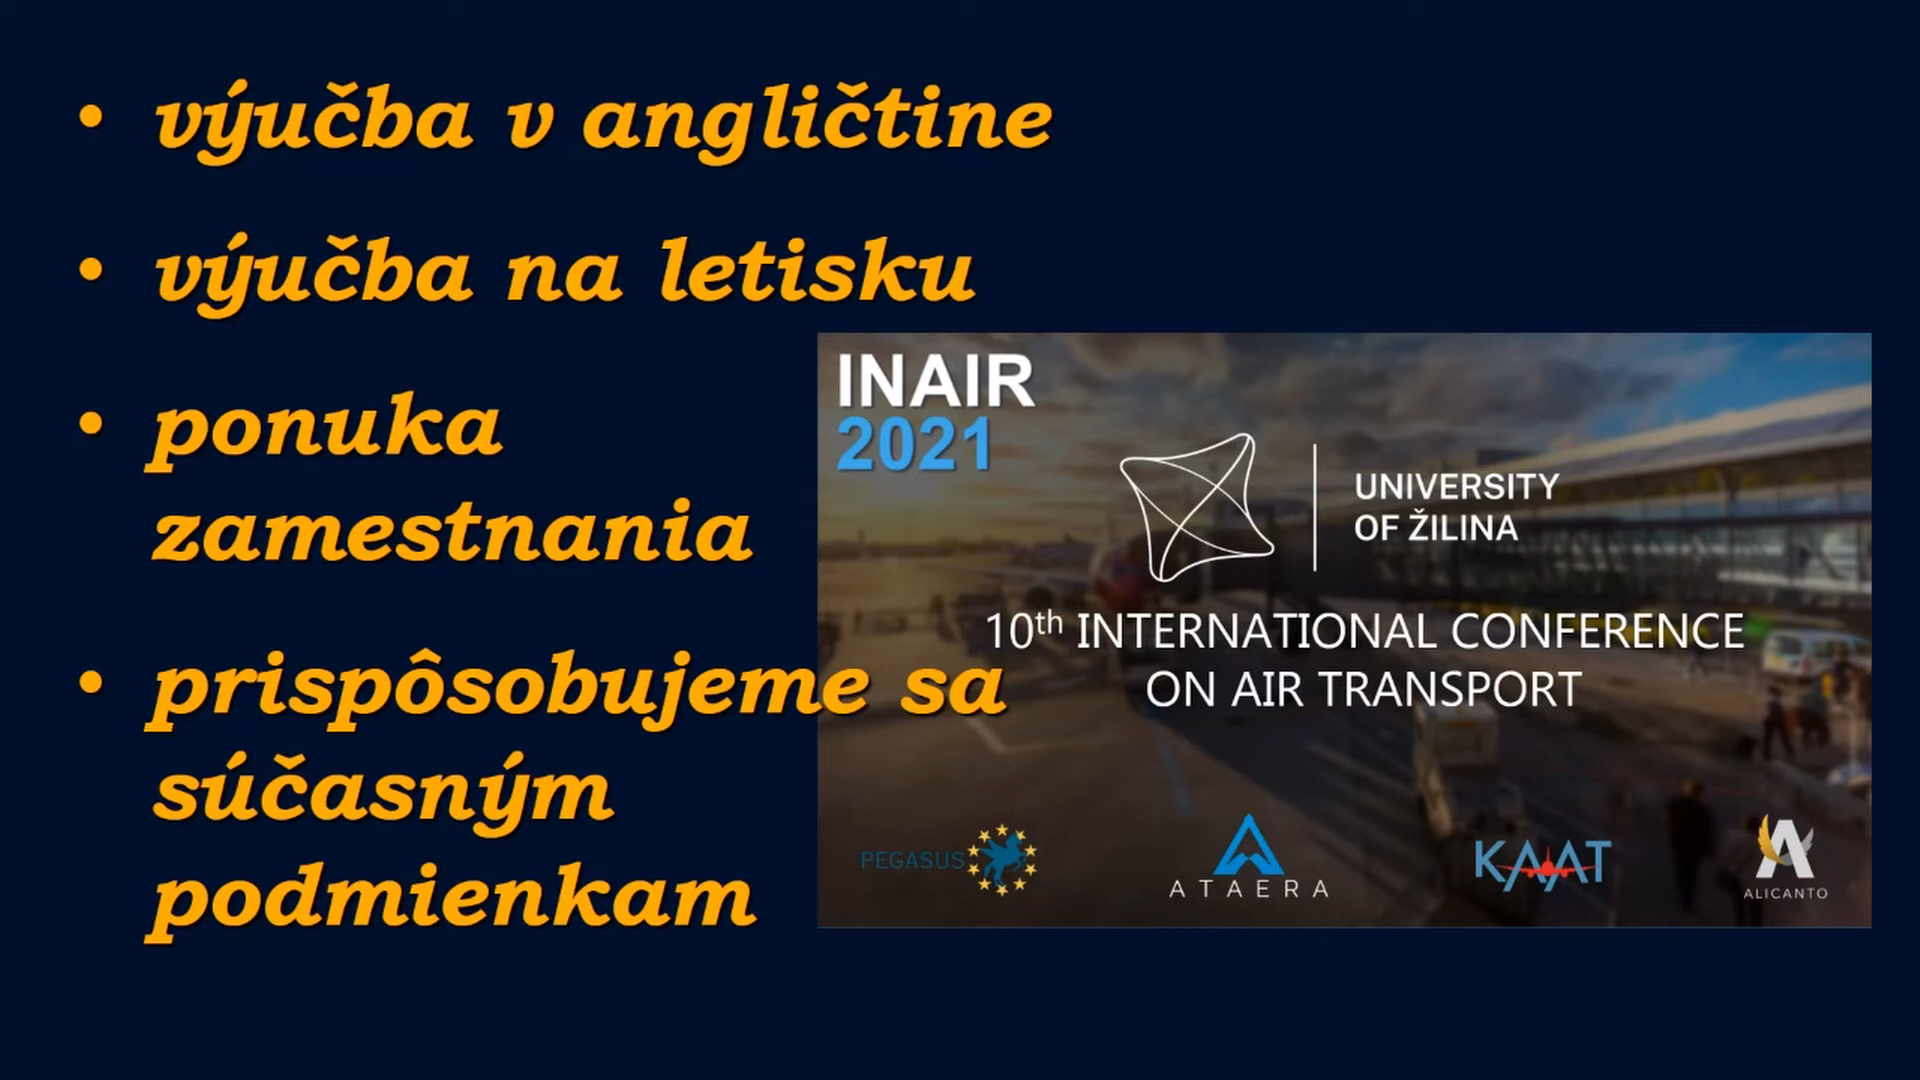 • výučba v angličtine
• výučba na letisku
• ponuka
zamestnania
• prispôsobujeme sa
súčasným
podmienkam
INAIR
2021
UNIVERSITY
OF ŽILINA
10th INTERNATIONAL CONFERENCE
ON AIR TRANSPORT
PEGASUS
ATAERA
KAAT
ALICANTO